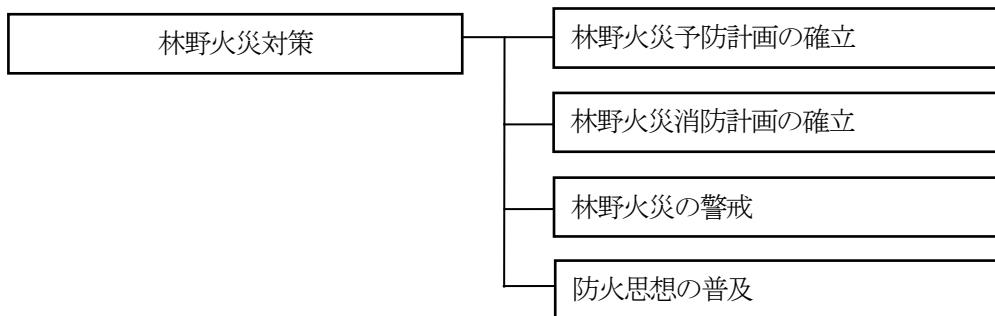 林野火災対策
林野火災予防計画の確立
林野火災消防計画の確立
林野火災の警戒
防火思想の普及